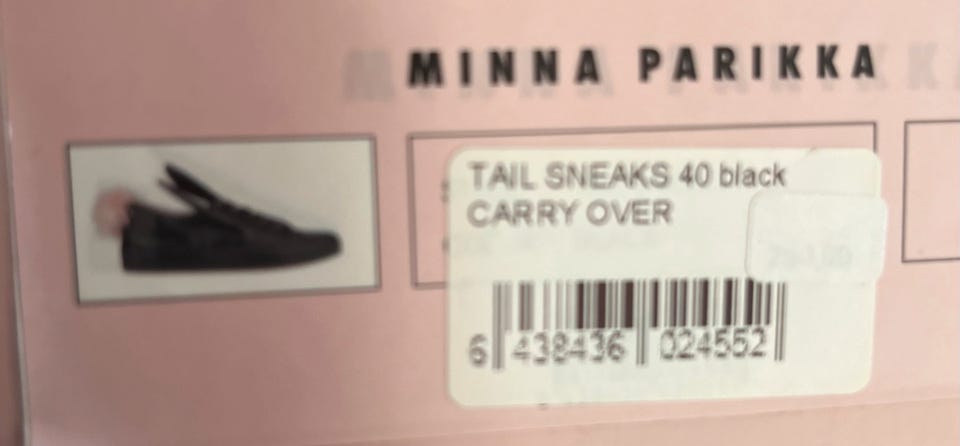 MINNA PARIKKA
TAIL SNEAKS 40 black
CARRY OVER
6 438436 024552